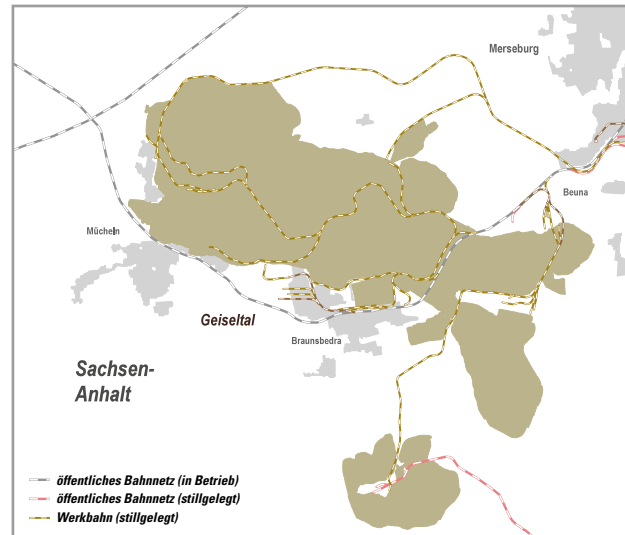 Merseburg
Beuna
Mücheln
Geiseltal
Braunsbedra
Sachsen-
Anhalt
öffentliches Bahnnetz (in Betrieb)
öffentliches Bahnnetz (stillgelegt)
Werkbahn (stillgelegt)